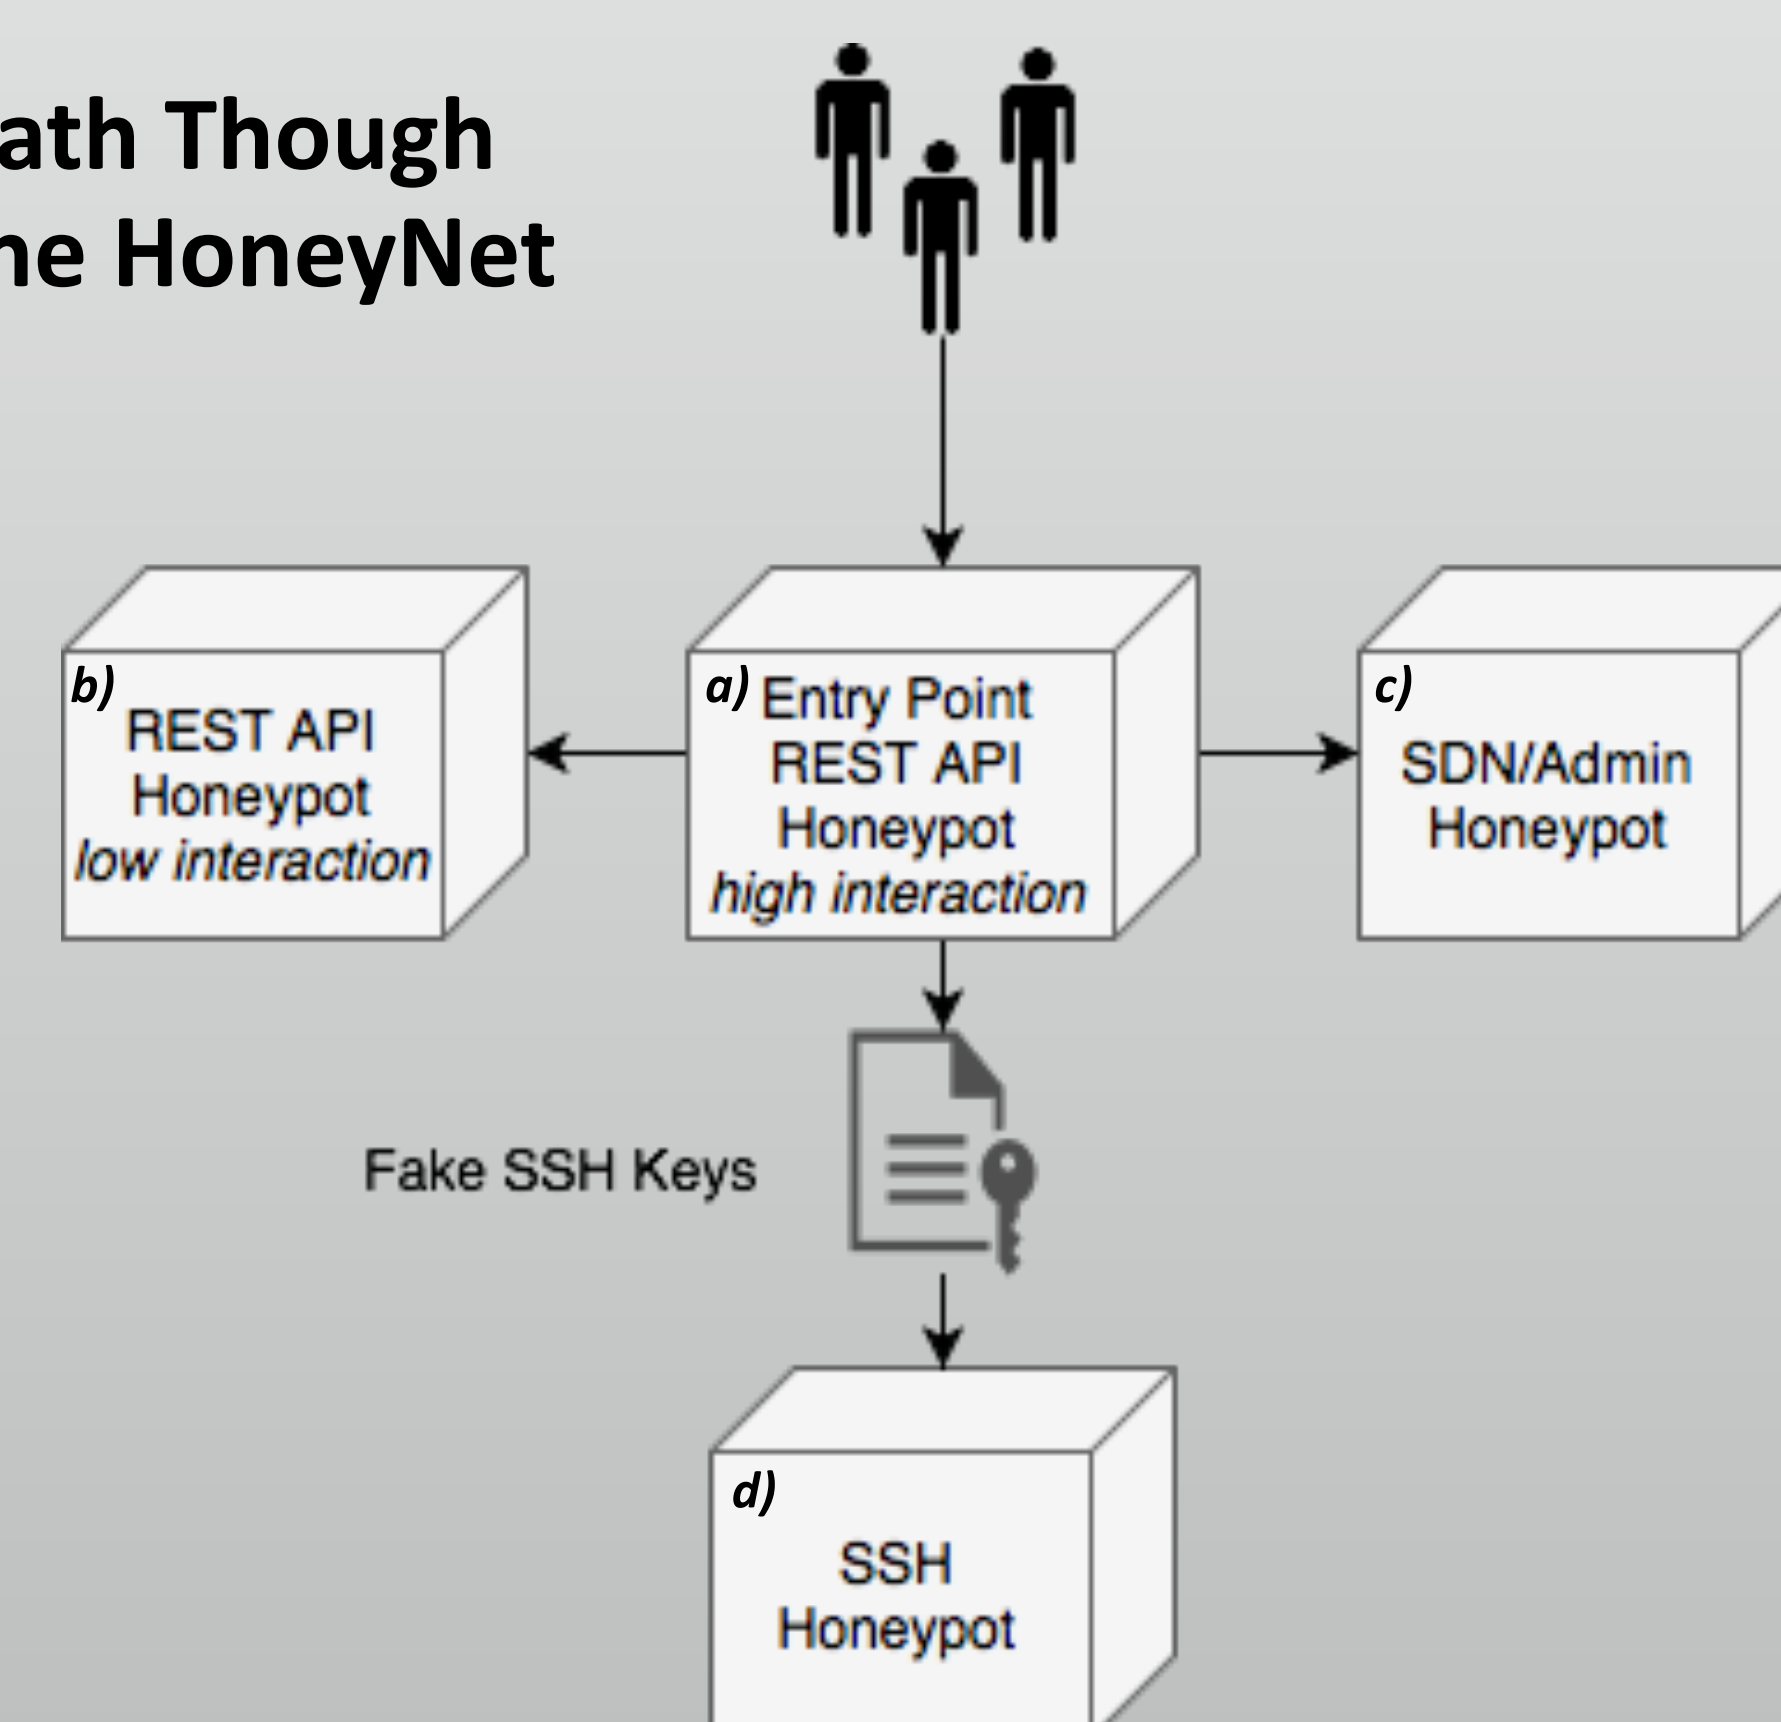 ath Though
ne HoneyNet
b)
REST API
Honeypot
low interaction
a) Entry Point
REST API
Honeypot
high interaction
c)
SDN/Admin
Honeypot
Fake SSH Keys
d)
SSH
Honeypot